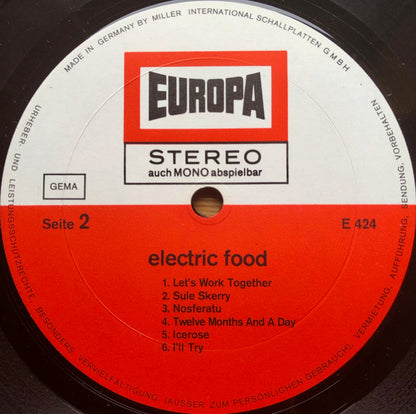 MADE IN GERMANY BY MILLER INTERNATIONAL SCHALLPLATTEN GMBH
EUROPA
STEREO
auch MONO abspielbar
GEMA
Seite 2
E 424
electric food
1. Let's Work Together
2. Sule Skerry
3. Nosferatu
4. Twelve Months And A Day
5. Icerose
6. I'll Try
URHEBER- UND LEISTUNGSSCHUTZRECHTE, BESONDERS VERVIELFÄLTIGUNG (AUSSER ZUM PERSÖNLICHEN GEBRAUCH), VERMIETUNG, AUFFÜHRUNG, SENDUNG, VORBEHALTEN